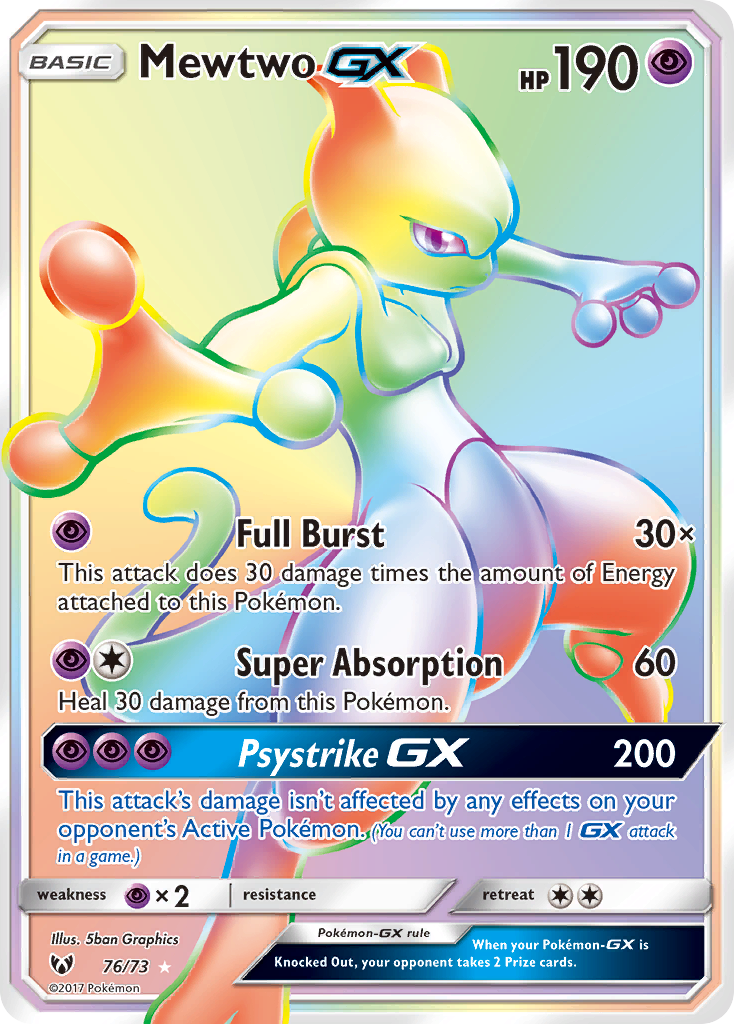 BASIC Mewtwo GX HP 190
Full Burst 30×
This attack does 30 damage times the amount of Energy
attached to this Pokémon.
Super Absorption 60
Heal 30 damage from this Pokémon.
Psystrike GX 200
This attack's damage isn't affected by any effects on your
opponent's Active Pokémon. (You can't use more than 1 GX attack
in a game.)
weakness × 2 resistance retreat
Illus. 5ban Graphics
76/73
©2017 Pokémon
Pokémon-GX rule
When your Pokémon-GX is
Knocked Out, your opponent takes 2 Prize cards.